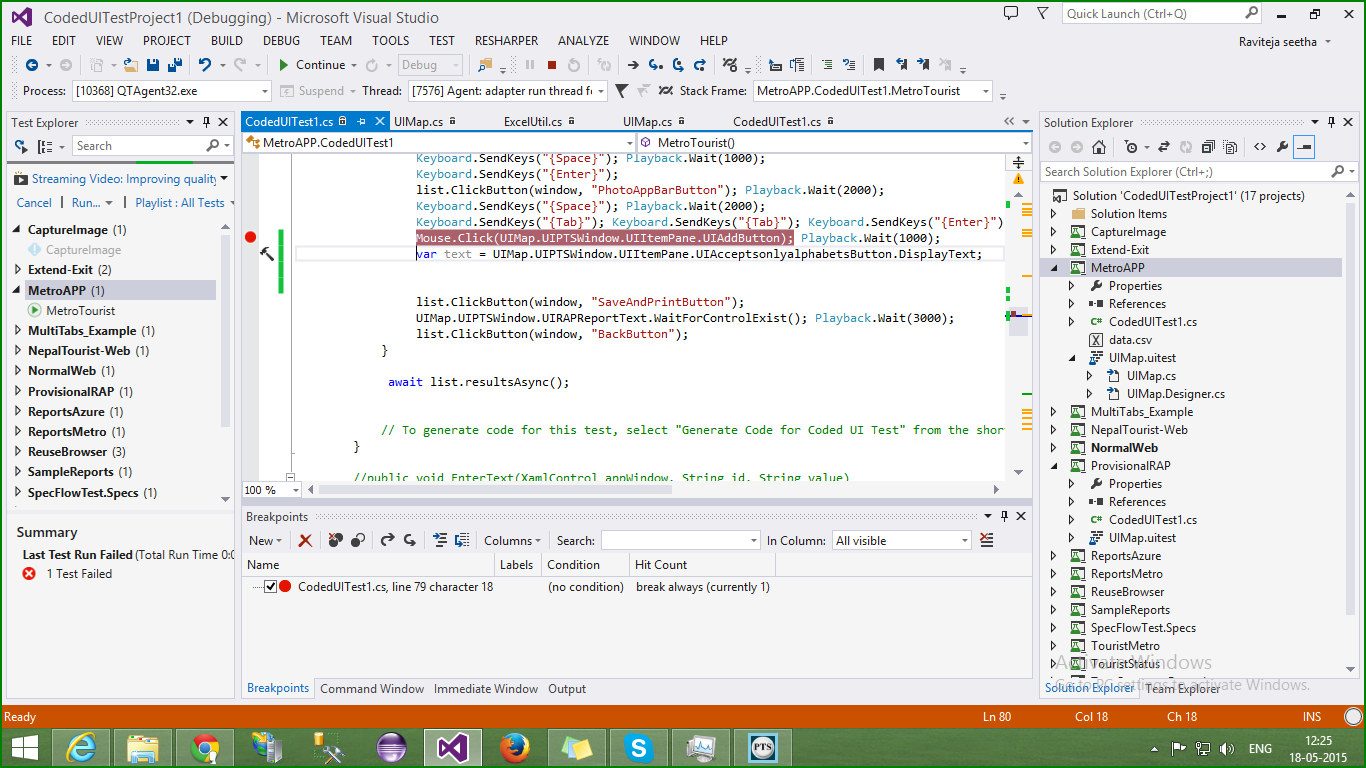 CodedUITestProject1 (Debugging) - Microsoft Visual Studio
Quick Launch (Ctrl+Q)
FILE EDIT VIEW PROJECT BUILD DEBUG TEAM TOOLS TEST RESHARPER ANALYZE WINDOW HELP
Raviteja seetha
Continue Debug
Process: [10368] QTAgent32.exe Suspend Thread: [7576] Agent: adapter run thread fo Stack Frame: MetroAPP.CodedUITest1.MetroTourist
Test Explorer
Search
Streaming Video: Improving quality
Cancel Run... Playlist : All Tests
CaptureImage (1)
CaptureImage
Extend-Exit (2)
MetroAPP (1)
MetroTourist
MultiTabs_Example (1)
NepalTourist-Web (1)
NormalWeb (1)
ProvisionalRAP (1)
ReportsAzure (1)
ReportsMetro (1)
ReuseBrowser (3)
SampleReports (1)
SpecFlowTest.Specs (1)
Summary
Last Test Run Failed (Total Run Time 0:0
1 Test Failed
CodedUITest1.cs UIMap.cs ExcelUtil.cs UIMap.cs CodedUITest1.cs
MetroAPP.CodedUITest1 MetroTourist()
Keyboard.SendKeys("{Space}"); Playback.Wait(1000);
Keyboard.SendKeys("{Enter}");
list.ClickButton(window, "PhotoAppBarButton"); Playback.Wait(2000);
Keyboard.SendKeys("{Space}"); Playback.Wait(2000);
Keyboard.SendKeys("{Tab}"); Keyboard.SendKeys("{Tab}"); Keyboard.SendKeys("{Enter}")
Mouse.Click(UIMap.UIPTSWindow.UIItemPane.UIAddButton); Playback.Wait(1000);
var text = UIMap.UIPTSWindow.UIItemPane.UIAcceptsonlyalphabetsButton.DisplayText;
list.ClickButton(window, "SaveAndPrintButton");
UIMap.UIPTSWindow.UIRAPReportText.WaitForControlExist(); Playback.Wait(3000);
list.ClickButton(window, "BackButton");
}
await list.resultsAsync();
// To generate code for this test, select "Generate Code for Coded UI Test" from the shor
}
//public void EnterText(XamlControl appWindow, String id, String value)
100 %
Breakpoints
New Columns Search: In Column: All visible
Name Labels Condition Hit Count
CodedUITest1.cs, line 79 character 18 (no condition) break always (currently 1)
Breakpoints Command Window Immediate Window Output
Solution Explorer
Search Solution Explorer (Ctrl+;)
Solution 'CodedUITestProject1' (17 projects)
Solution Items
CaptureImage
Extend-Exit
MetroAPP
Properties
References
CodedUITest1.cs
data.csv
UIMap.uitest
UIMap.cs
UIMap.Designer.cs
MultiTabs_Example
NepalTourist-Web
NormalWeb
ProvisionalRAP
Properties
References
CodedUITest1.cs
UIMap.uitest
ReportsAzure
ReportsMetro
ReuseBrowser
SampleReports
SpecFlowTest.Specs
TouristMetro
TouristStatus
Activate Windows
Go to PC settings to activate Windows.
Solution Explorer Team Explorer
Ready Ln 80 Col 18 Ch 18 INS
PTS
ENG
12:25
18-05-2015